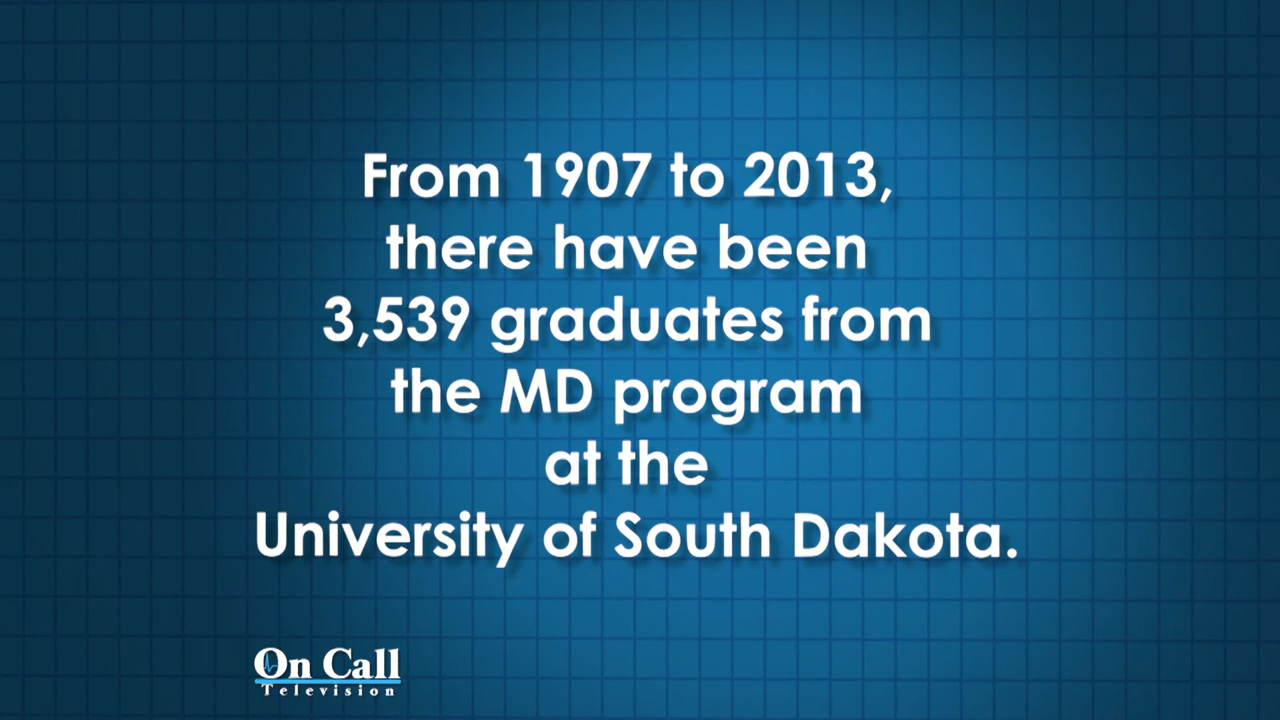 From 1907 to 2013,
there have been
3,539 graduates from
the MD program
at the
University of South Dakota.
On Call
Television